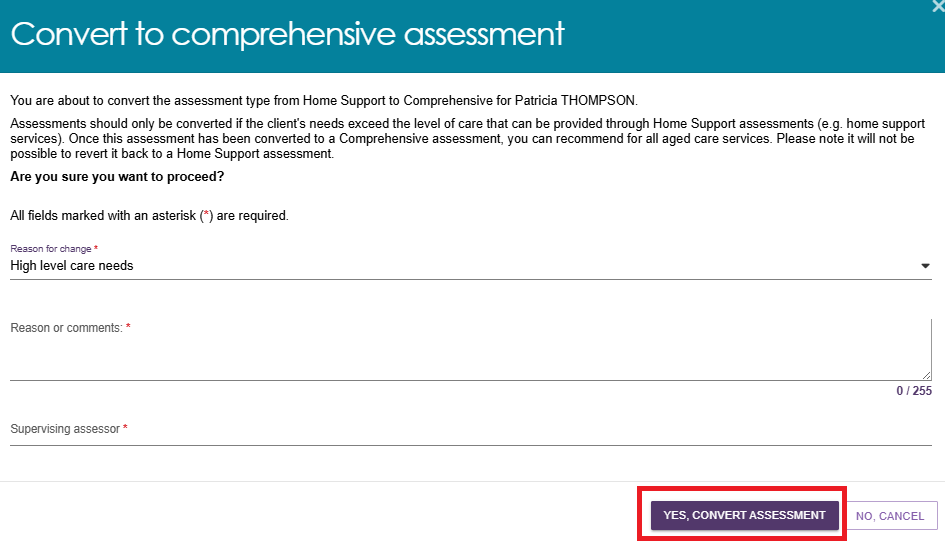 Convert to comprehensive assessment
You are about to convert the assessment type from Home Support to Comprehensive for Patricia THOMPSON.
Assessments should only be converted if the client's needs exceed the level of care that can be provided through Home Support assessments (e.g. home support
services). Once this assessment has been converted to a Comprehensive assessment, you can recommend for all aged care services. Please note it will not be
possible to revert it back to a Home Support assessment.
Are you sure you want to proceed?
All fields marked with an asterisk (*) are required.
Reason for change *
High level care needs
Reason or comments: *
0 / 255
Supervising assessor *
YES, CONVERT ASSESSMENT
NO, CANCEL